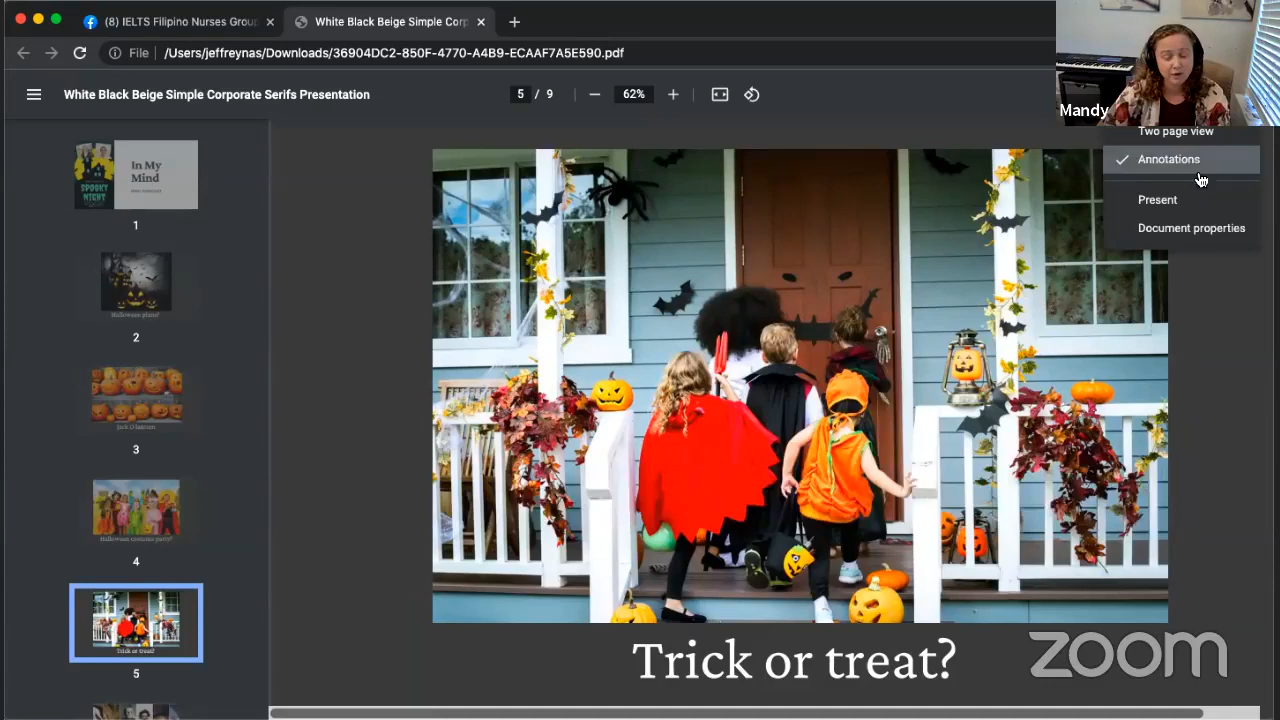 (8) IELTS Filipino Nurses Group
White Black Beige Simple Corp
File
/Users/jeffreynas/Downloads/36904DC2-850F-4770-A4B9-ECAAF7A5E590.pdf
White Black Beige Simple Corporate Serifs Presentation
5 / 9
62%
Mandy
Two page view
Annotations
Present
Document properties
In My
Mind
SPOOKY
NIGHT
1
Halloween plans?
2
Jack O lantern
3
Halloween costume party?
4
Trick or treat?
5
Trick or treat?
zoom